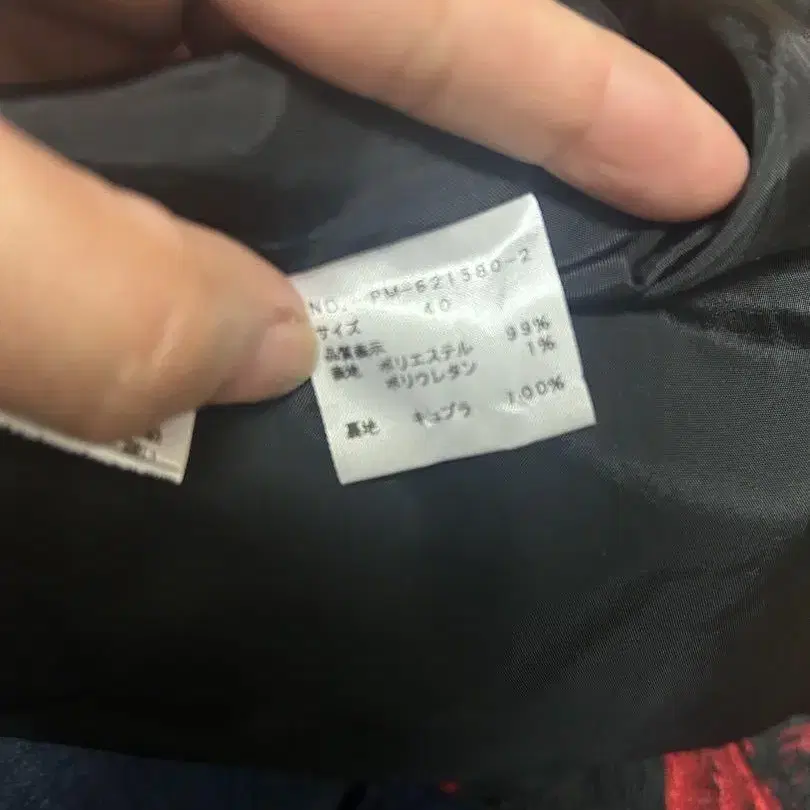 NO. PM-621580-2
サイズ 40
品質表示
表地 ポリエステル 99%
ポリウレタン 1%
裏地 キュプラ 100%